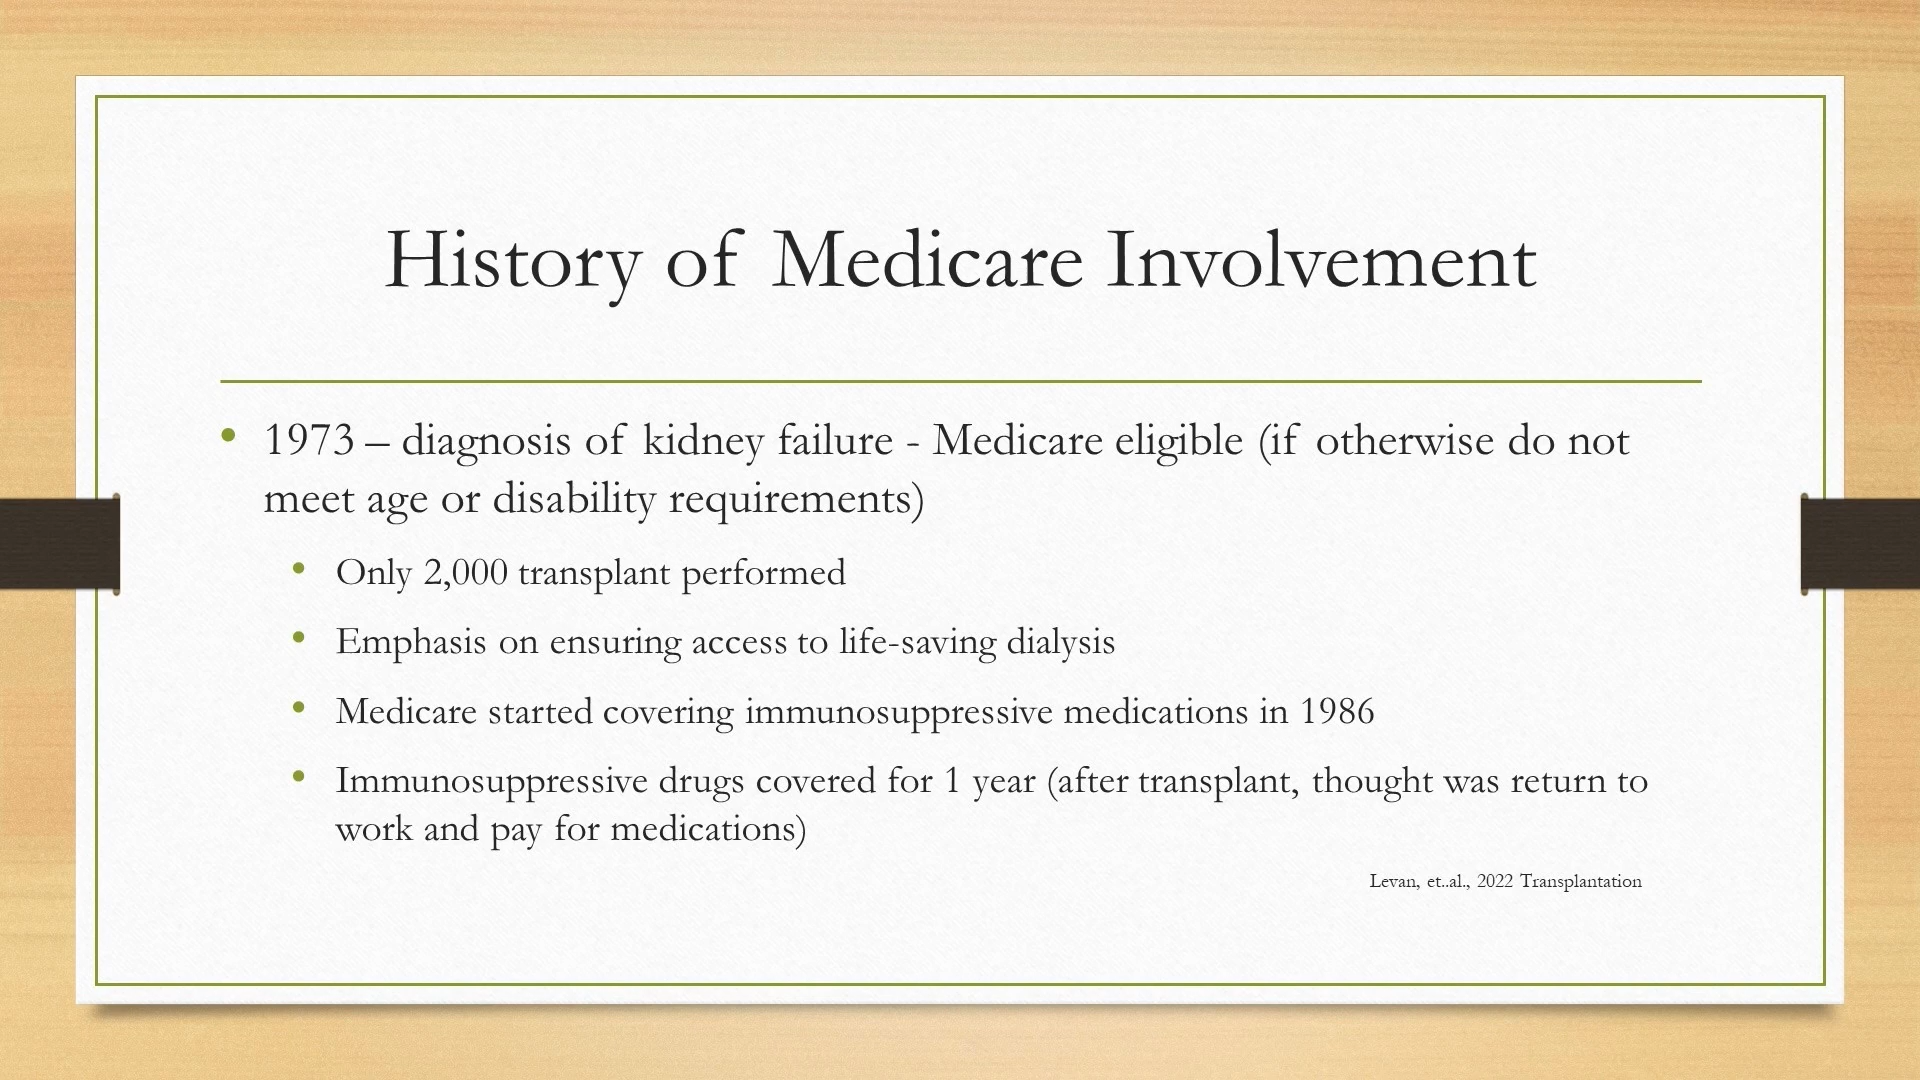 History of Medicare Involvement
• 1973 – diagnosis of kidney failure - Medicare eligible (if otherwise do not
meet age or disability requirements)
• Only 2,000 transplant performed
• Emphasis on ensuring access to life-saving dialysis
• Medicare started covering immunosuppressive medications in 1986
• Immunosuppressive drugs covered for 1 year (after transplant, thought was return to
work and pay for medications)
Levan, et..al., 2022 Transplantation